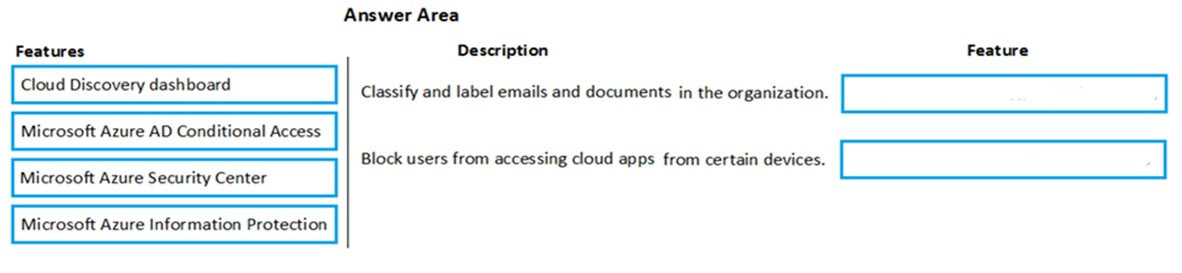 Answer Area
Features
Description
Feature
Cloud Discovery dashboard
Microsoft Azure AD Conditional Access
Microsoft Azure Security Center
Microsoft Azure Information Protection
Classify and label emails and documents in the organization.
Block users from accessing cloud apps from certain devices.